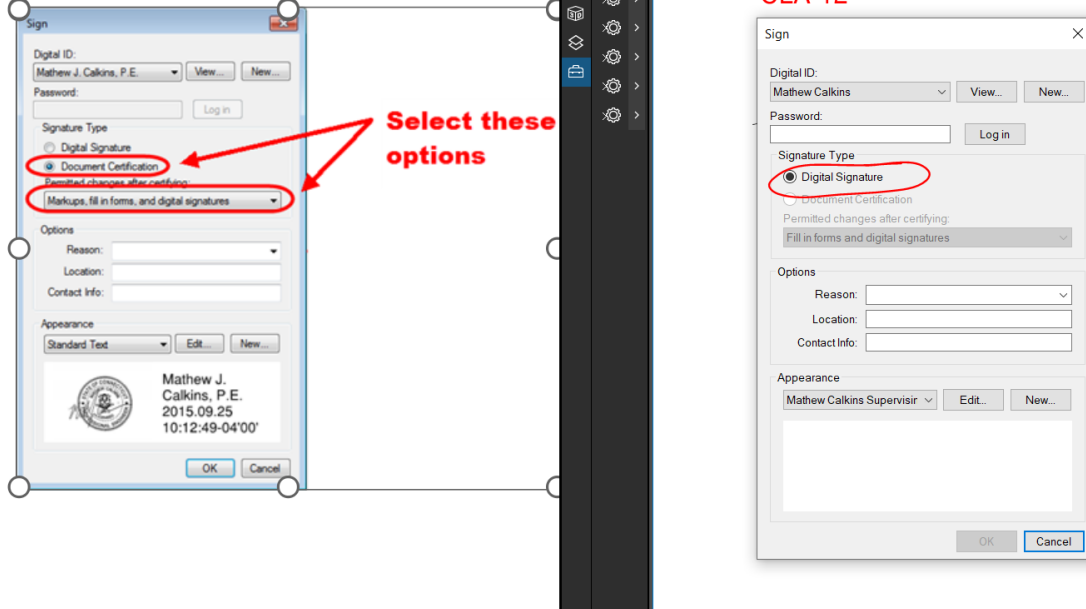 Sign
Digital ID:
Mathew J. Calkins, P.E.
View...
New...
Password:
Log in
Signature Type
Digital Signature
Document Certification
Permitted changes after certifying:
Markups, fill in forms, and digital signatures
Options
Reason:
Location:
Contact Info:
Appearance
Standard Text
Edit...
New...
Mathew J.
Calkins, P.E.
2015.09.25
10:12:49-04'00'
OK
Cancel
Select these
options
Sign
Digital ID:
Mathew Calkins
View...
New...
Password:
Log in
Signature Type
Digital Signature
Document Certification
Permitted changes after certifying:
Fill in forms and digital signatures
Options
Reason:
Location:
Contact Info:
Appearance
Mathew Calkins Supervisir
Edit...
New...
OK
Cancel